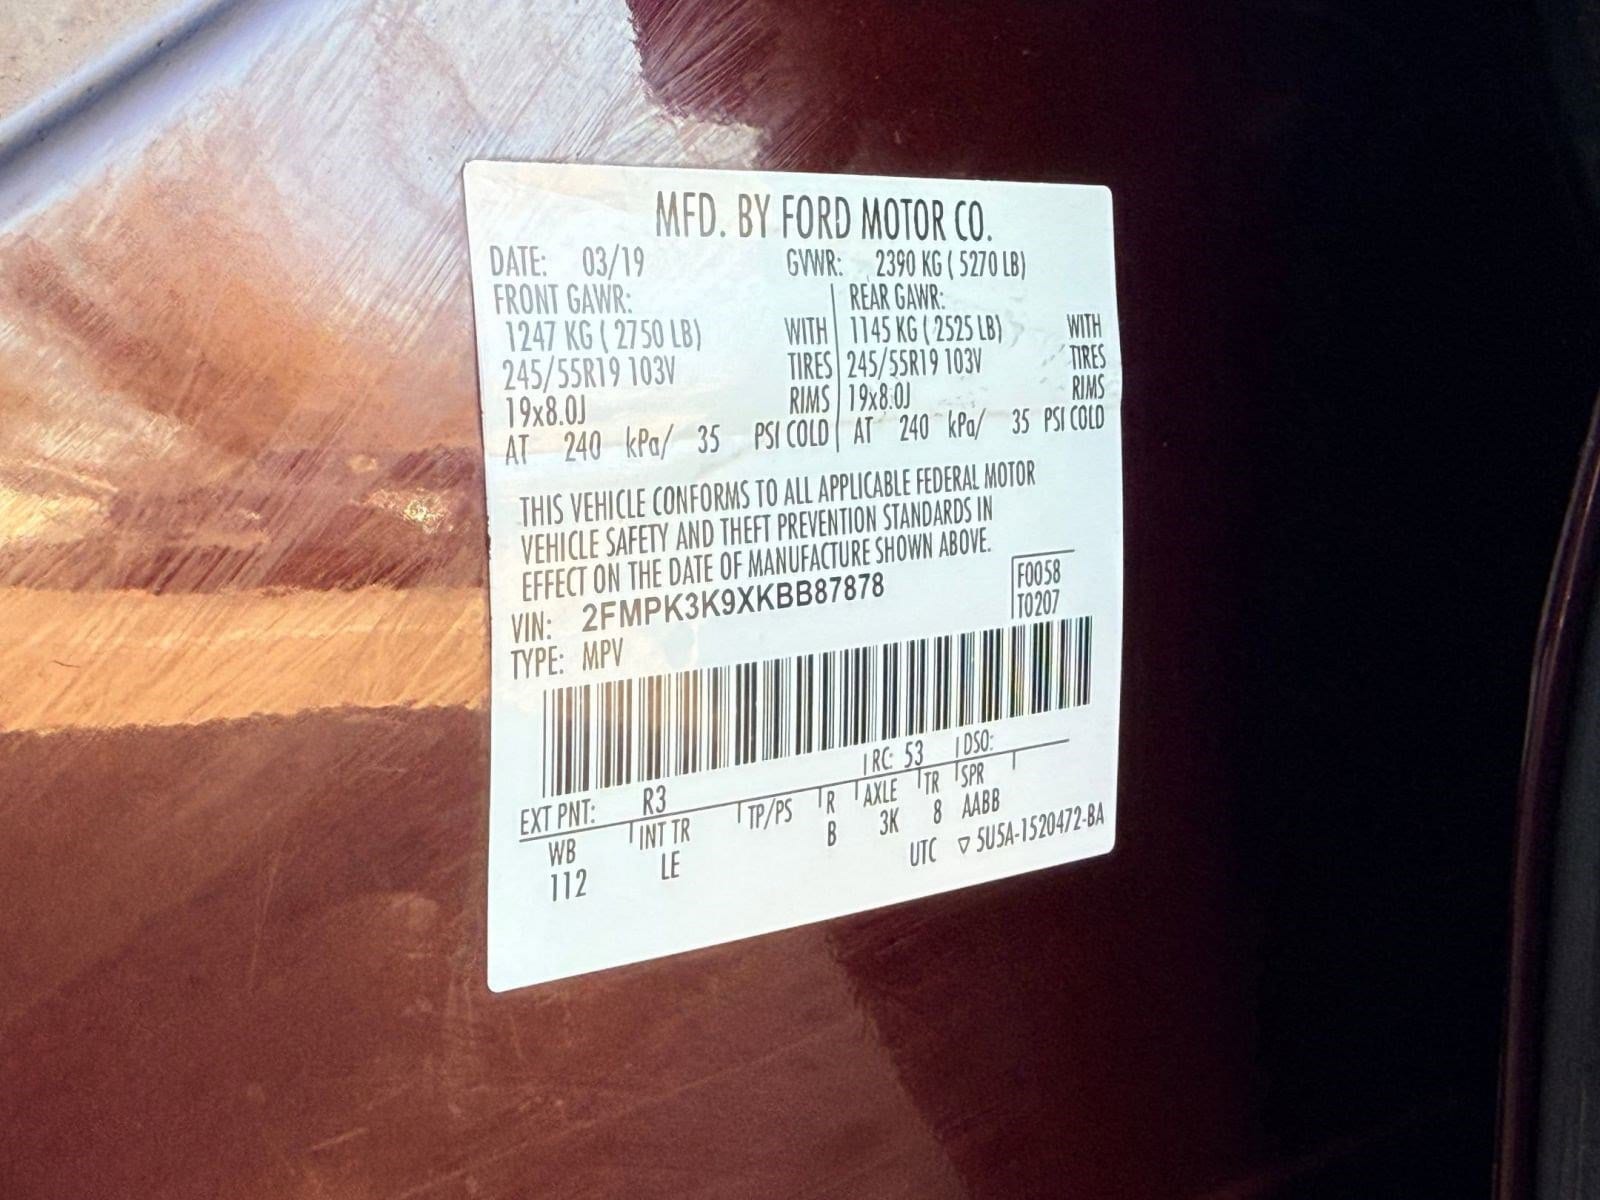 MFD. BY FORD MOTOR CO.
DATE: 03/19 GVWR: 2390 KG ( 5270 LB)
FRONT GAWR: REAR GAWR:
1247 KG ( 2750 LB) WITH 1145 KG ( 2525 LB) WITH
245/55R19 103V TIRES 245/55R19 103V TIRES
19x8.0J RIMS 19x8.0J RIMS
AT 240 kPa/ 35 PSI COLD AT 240 kPa/ 35 PSI COLD
THIS VEHICLE CONFORMS TO ALL APPLICABLE FEDERAL MOTOR
VEHICLE SAFETY AND THEFT PREVENTION STANDARDS IN
EFFECT ON THE DATE OF MANUFACTURE SHOWN ABOVE.
VIN: 2FMPK3K9XKBB87878 F0058
TYPE: MPV T0207
EXT PNT: R3 RC: 53 DSO:
WB INT TR TP/PS R AXLE TR SPR
112 LE B 3K 8 AABB
UTC ▽ 5U5A-1520472-BA